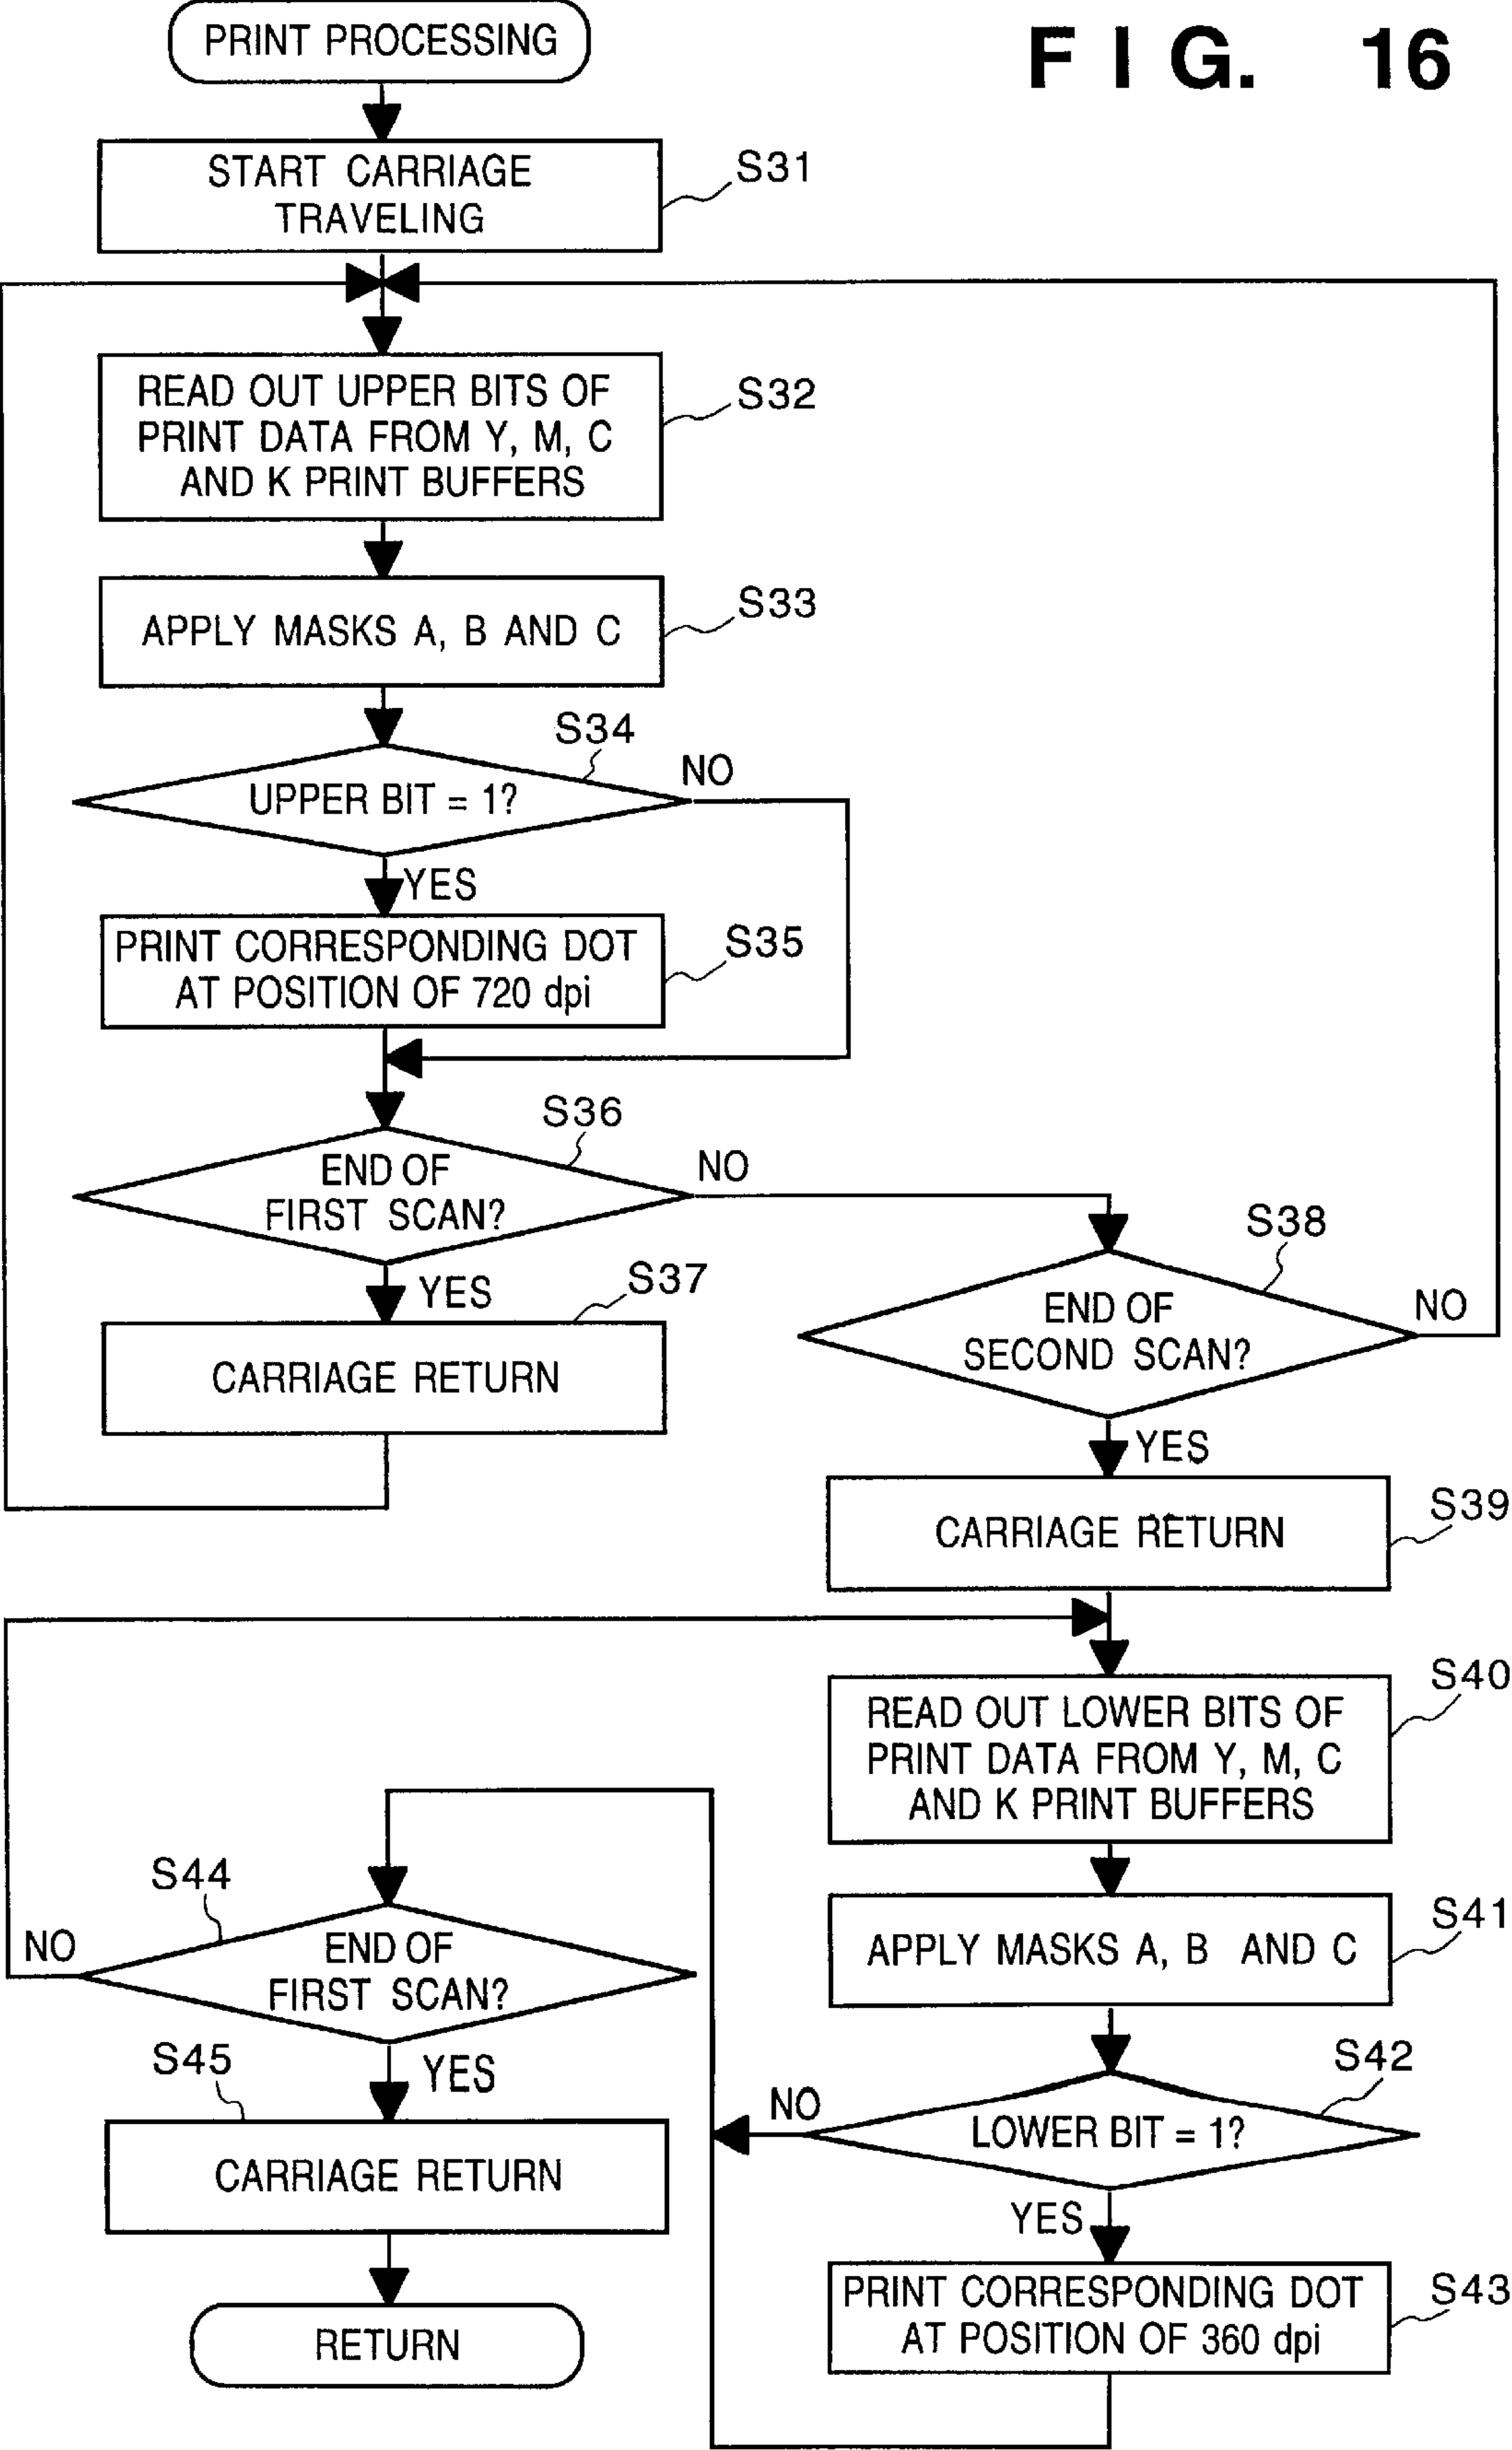 FIG. 16
PRINT PROCESSING
START CARRIAGE
TRAVELING
S31
READ OUT UPPER BITS OF
PRINT DATA FROM Y, M, C
AND K PRINT BUFFERS
S32
APPLY MASKS A, B AND C
S33
S34
UPPER BIT = 1?
NO
YES
PRINT CORRESPONDING DOT
AT POSITION OF 720 dpi
S35
S36
END OF
FIRST SCAN?
NO
YES
S37
CARRIAGE RETURN
S38
END OF
SECOND SCAN?
NO
YES
CARRIAGE RETURN
S39
READ OUT LOWER BITS OF
PRINT DATA FROM Y, M, C
AND K PRINT BUFFERS
S40
APPLY MASKS A, B AND C
S41
S42
LOWER BIT = 1?
NO
YES
PRINT CORRESPONDING DOT
AT POSITION OF 360 dpi
S43
S44
END OF
FIRST SCAN?
NO
YES
S45
CARRIAGE RETURN
RETURN